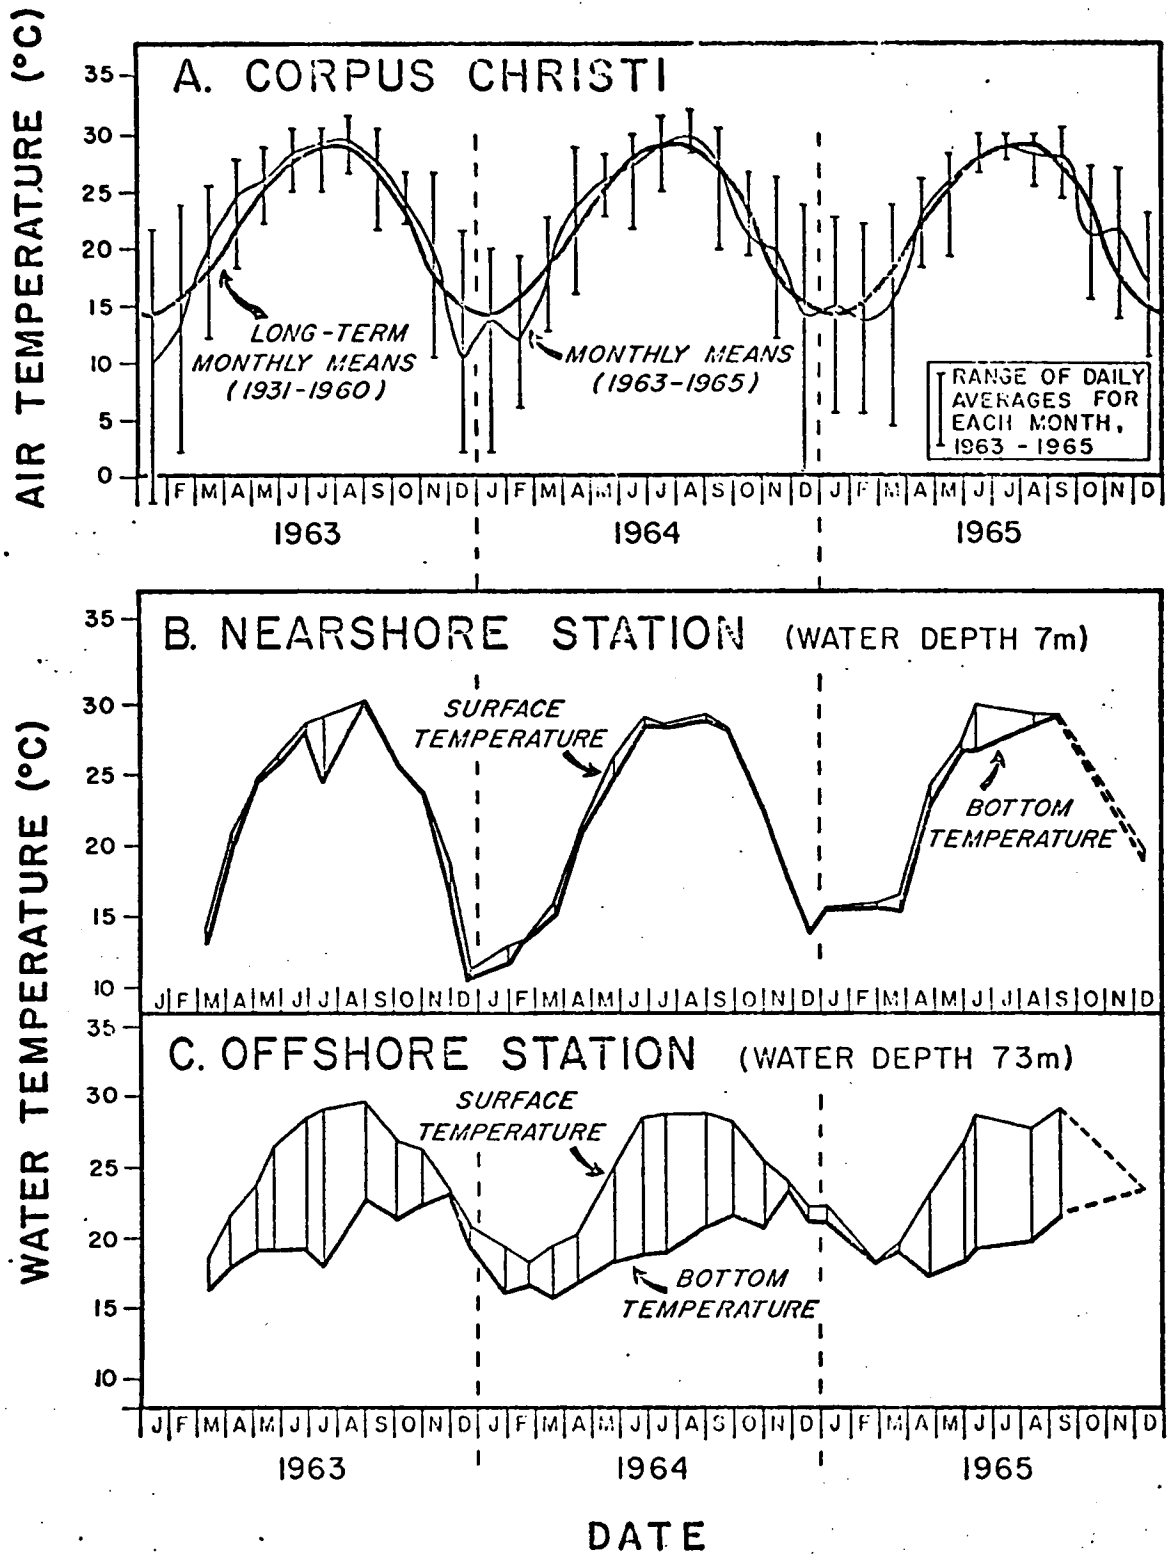 AIR TEMPERATURE (°C)
A. CORPUS CHRISTI
35
30
25
20
15
10
5
0
LONG-TERM
MONTHLY MEANS
(1931-1960)
MONTHLY MEANS
(1963-1965)
RANGE OF DAILY
AVERAGES FOR
EACH MONTH,
1963 - 1965
F M A M J J A S O N D J F M A M J J A S O N D J F M A M J J A S O N D
1963 1964 1965
WATER TEMPERATURE (°C)
B. NEARSHORE STATION (WATER DEPTH 7m)
35
30
25
20
15
10
SURFACE
TEMPERATURE
BOTTOM
TEMPERATURE
J F M A M J J A S O N D J F M A M J J A S O N D J F M A M J J A S O N D
C. OFFSHORE STATION (WATER DEPTH 73m)
35
30
25
20
15
10
SURFACE
TEMPERATURE
BOTTOM
TEMPERATURE
J F M A M J J A S O N D J F M A M J J A S O N D J F M A M J J A S O N D
1963 1964 1965
DATE